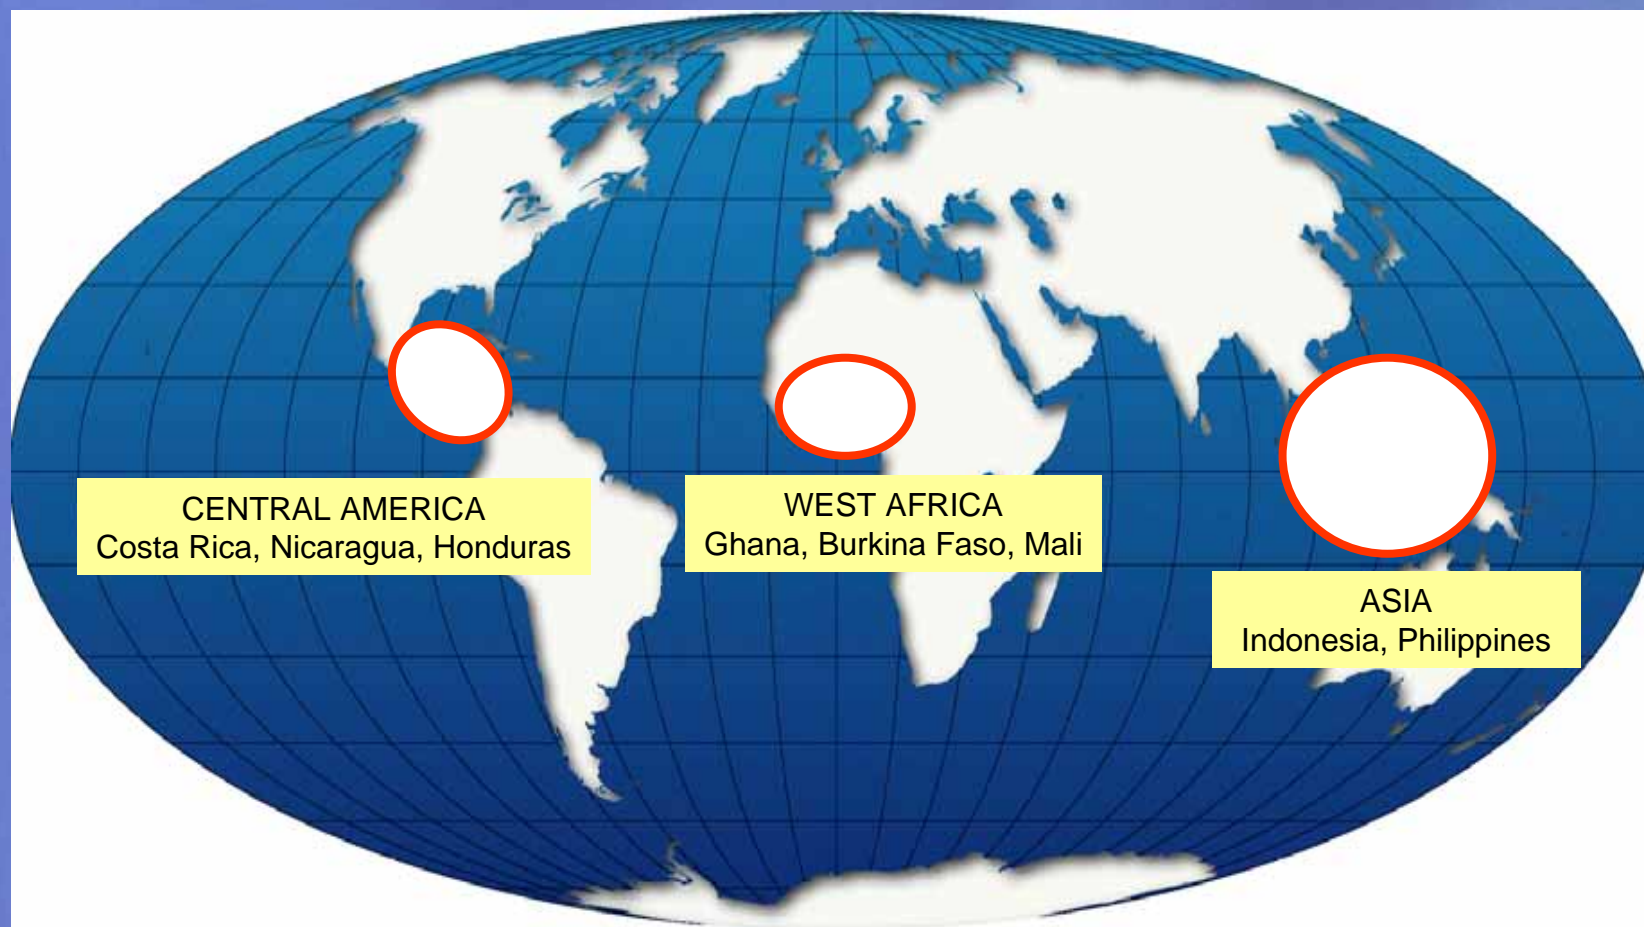 CENTRAL AMERICA
Costa Rica, Nicaragua, Honduras
WEST AFRICA
Ghana, Burkina Faso, Mali
ASIA
Indonesia, Philippines